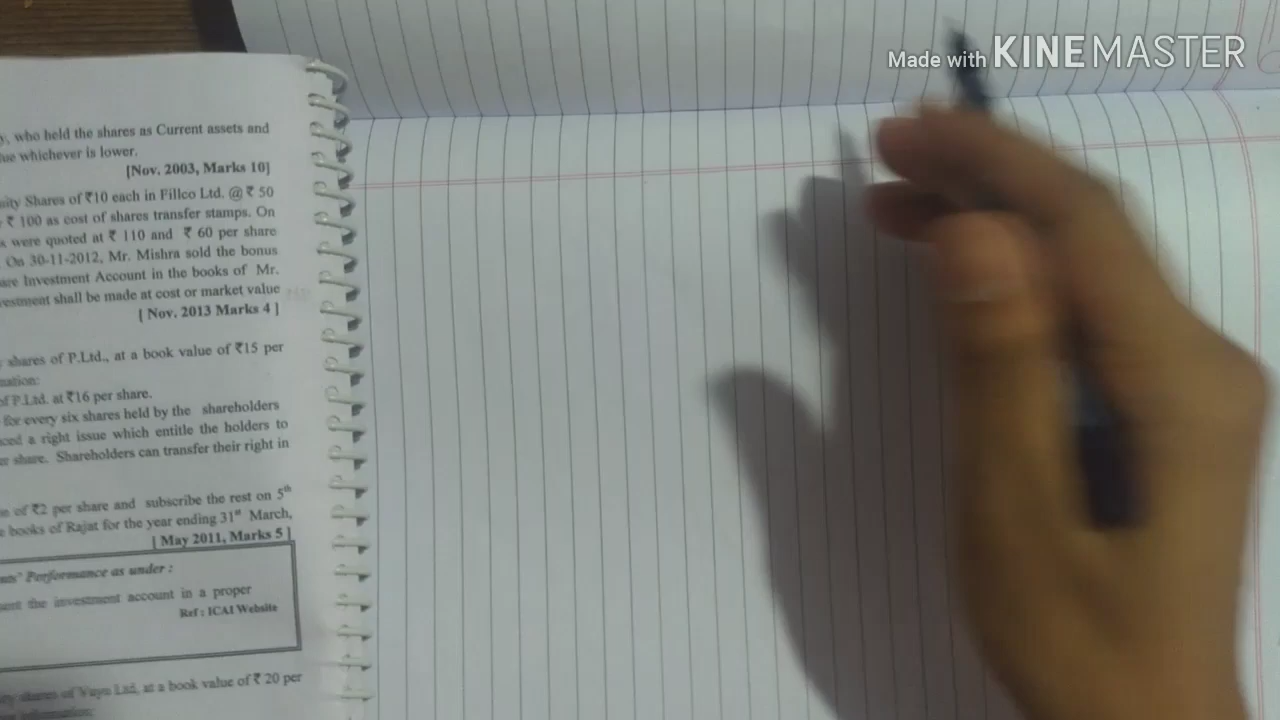 Made with KINEMASTER
y, who held the shares as Current assets and
ue whichever is lower.
[Nov. 2003, Marks 10]
uity Shares of ₹10 each in Fillco Ltd. @ ₹ 50
₹ 100 as cost of shares transfer stamps. On
s were quoted at ₹ 110 and ₹ 60 per share
On 30-11-2012, Mr. Mishra sold the bonus
are Investment Account in the books of Mr.
vestment shall be made at cost or market value
[ Nov. 2013 Marks 4 ]
shares of P.Ltd., at a book value of ₹15 per
mation:
of P.Ltd. at ₹16 per share.
for every six shares held by the shareholders
ced a right issue which entitle the holders to
er share. Shareholders can transfer their right in
e of ₹2 per share and subscribe the rest on 5th
e books of Rajat for the year ending 31st March,
[ May 2011, Marks 5 ]
nts' Performance as under :
sent the investment account in a proper
Ref : ICAI Website
ity shares of Vayu Ltd, at a book value of ₹ 20 per
information: